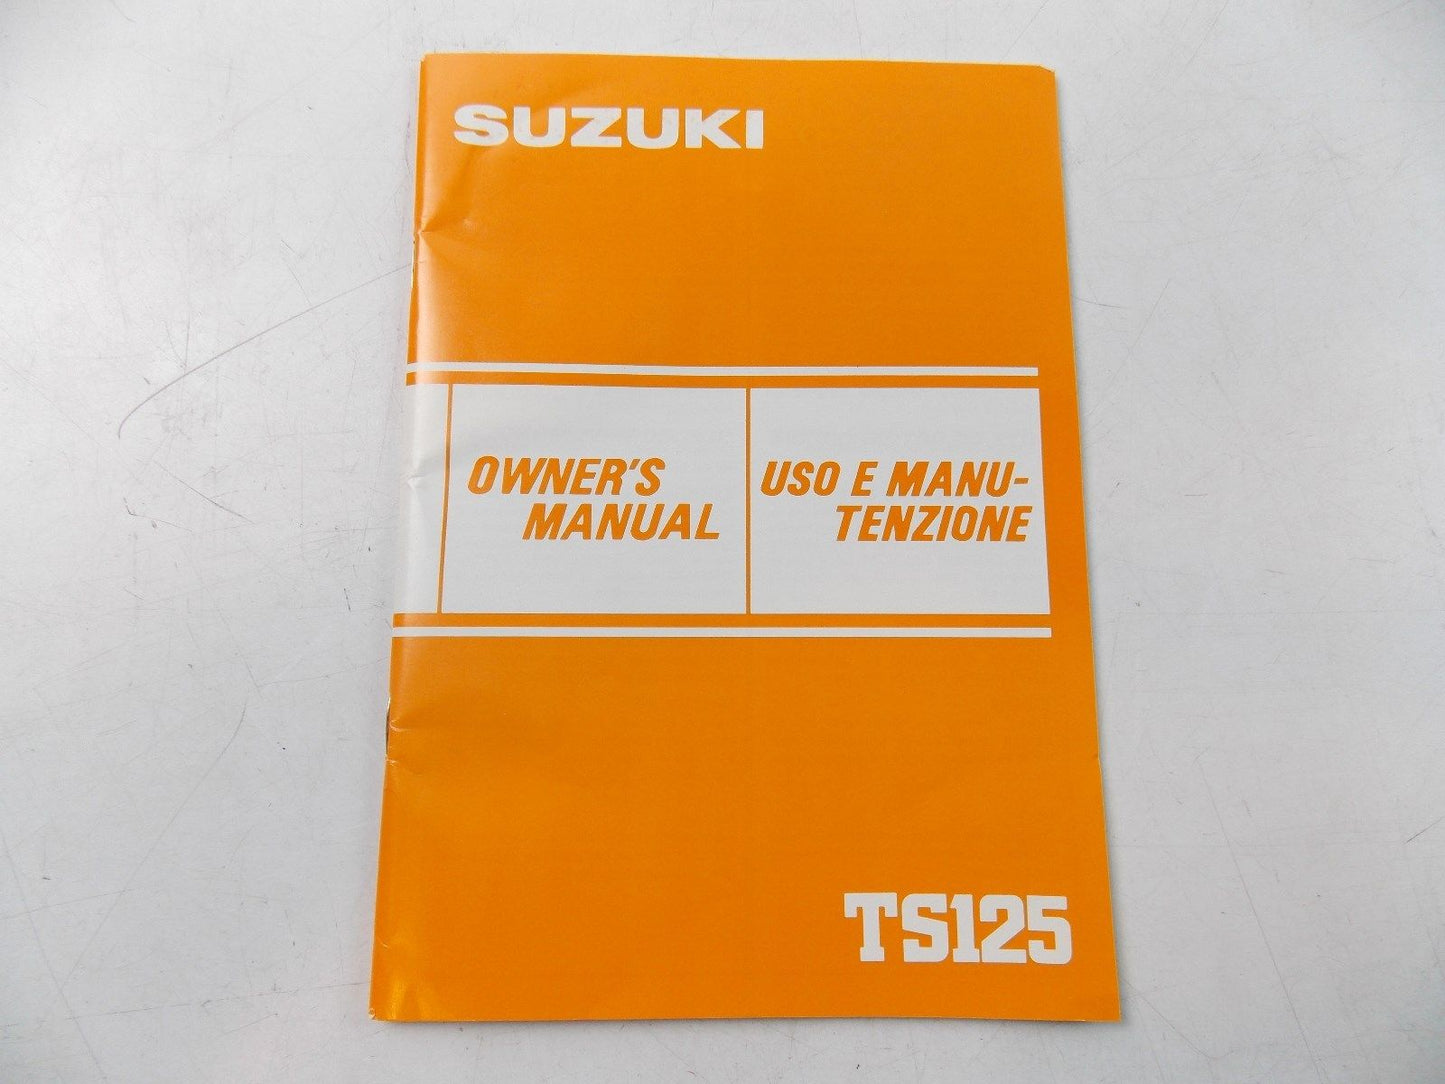 SUZUKI
OWNER'S
MANUAL
USO E MANU-
TENZIONE
TS125